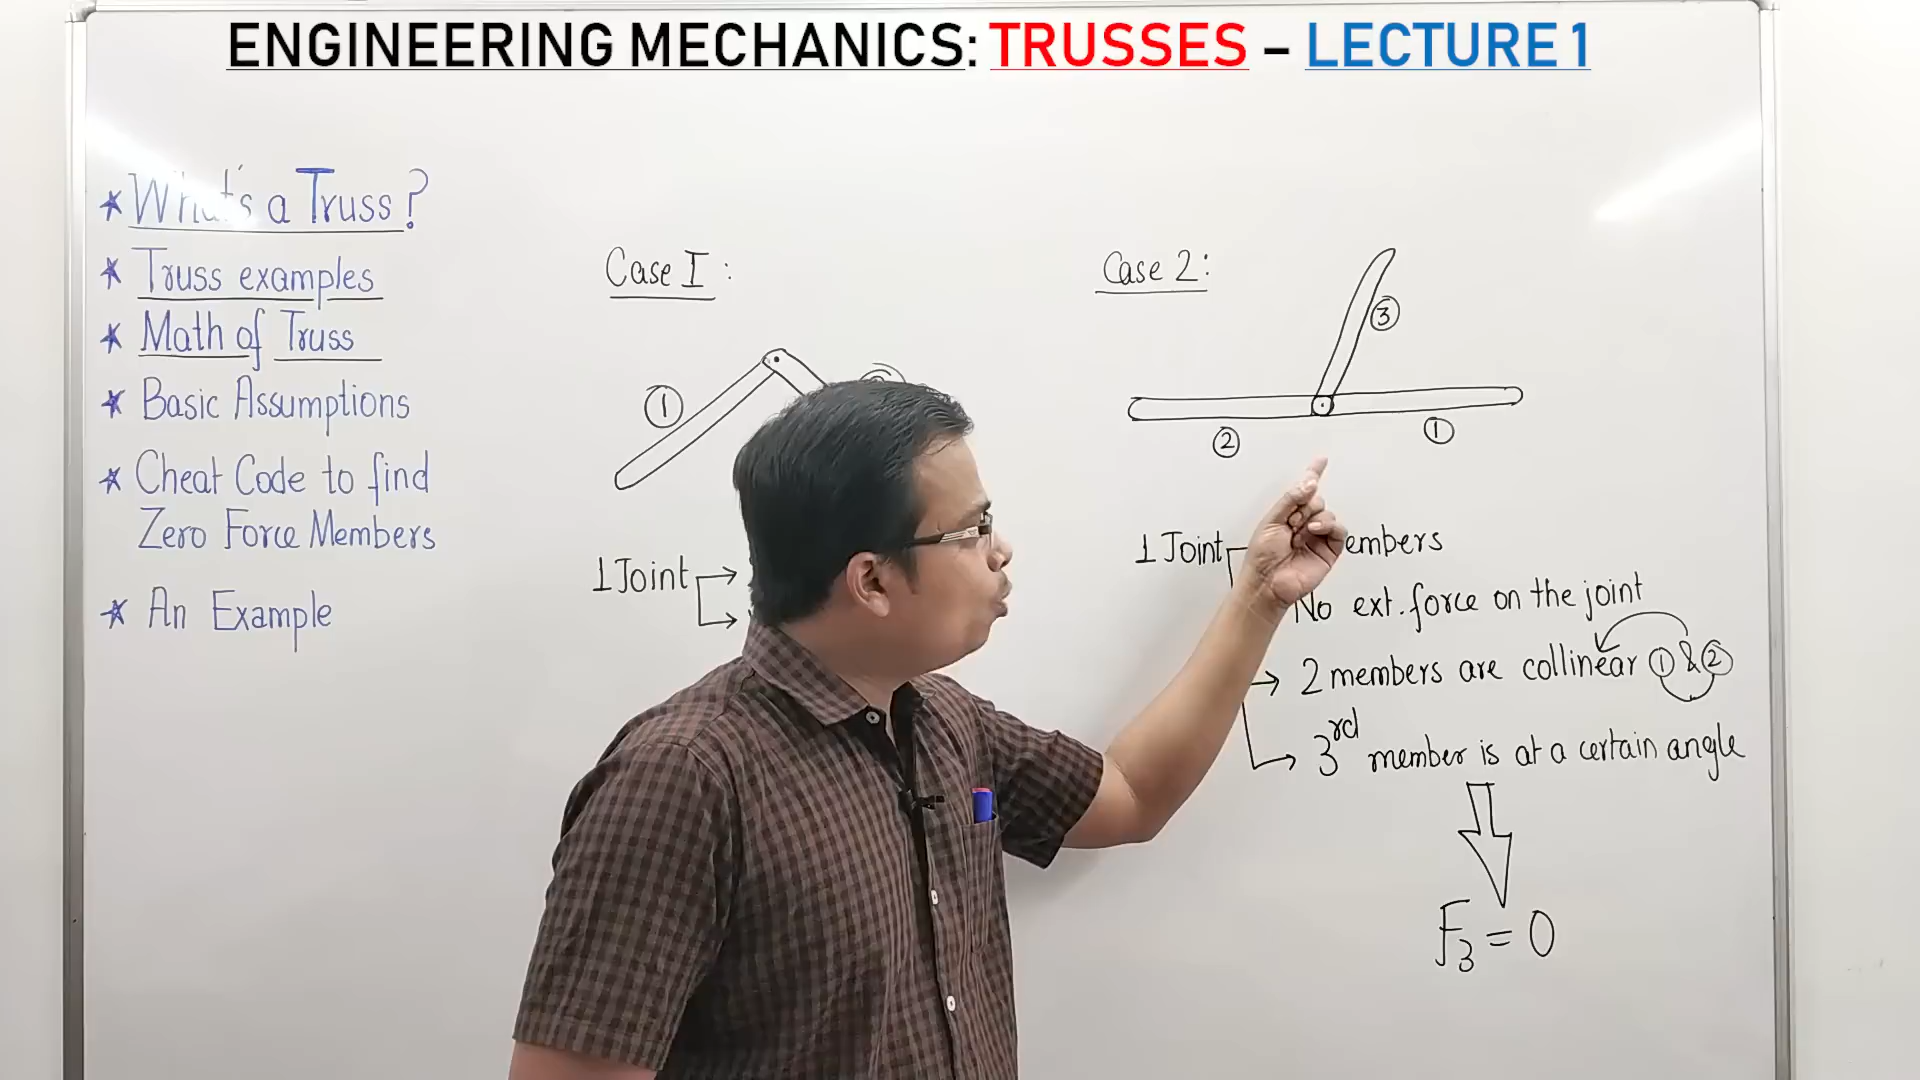 ENGINEERING MECHANICS: TRUSSES – LECTURE 1
* What's a Truss?
* Truss examples
* Math of Truss
* Basic Assumptions
* Cheat Code to find
Zero Force Members
* An Example
Case I :
1
1 Joint
Case 2:
3
2
1
1 Joint
No ext. force on the joint
→ 2 members are collinear 1 & 2
→ 3rd member is at a certain angle
F3 = 0